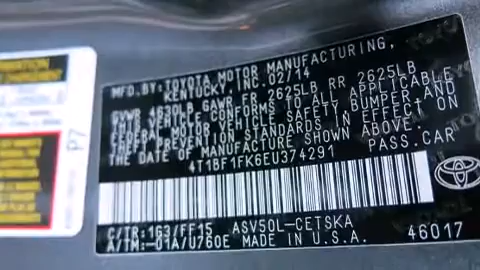 MFD.BY:TOYOTA MOTOR MANUFACTURING,
KENTUCKY, INC. 02/14
GVWR 4630LB GAWR FR 2625LB RR 2625LB
THIS VEHICLE CONFORMS TO ALL APPLICABLE
FEDERAL MOTOR VEHICLE SAFETY BUMPER, AND
THEFT PREVENTION STANDARDS IN EFFECT ON
THE DATE OF MANUFACTURE SHOWN ABOVE.
4T1BF1FK6EU374291 PASS.CAR
C/TR:163/FF15 ASV50L-CETSKA
A/TM:-01A/U760E MADE IN U.S.A. 46017
P7
TOYOTA